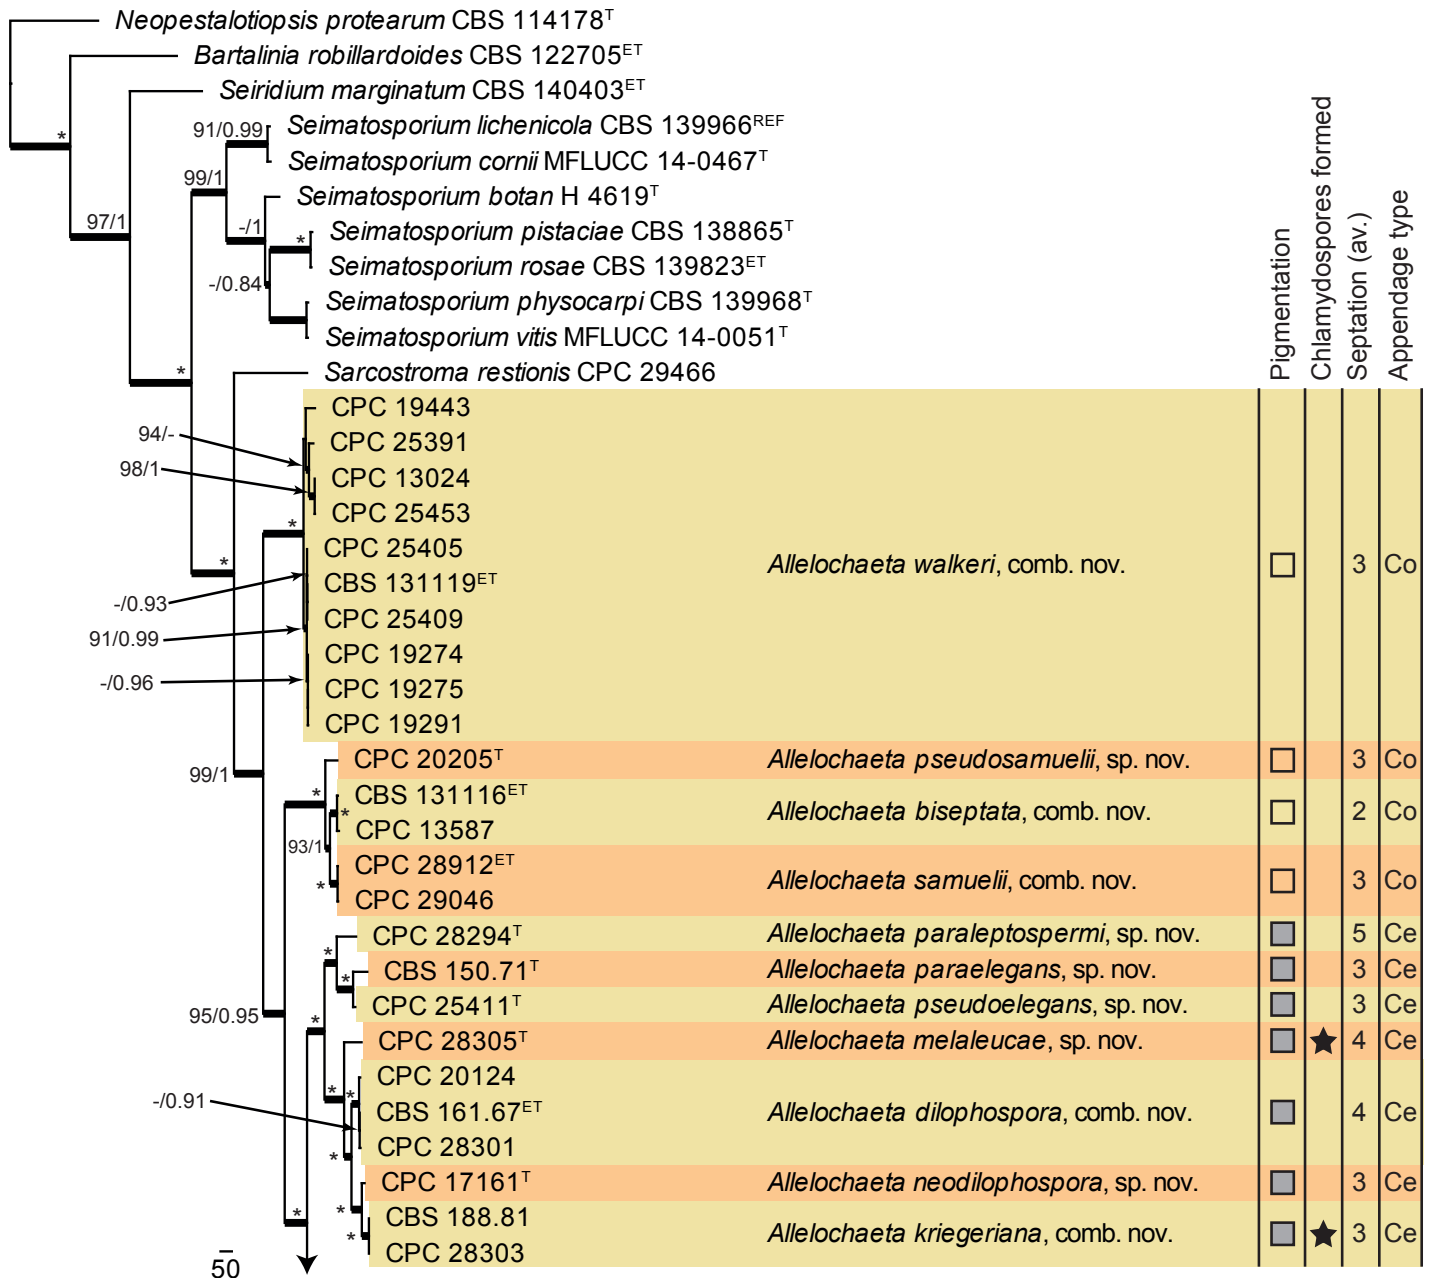 Neopestalotiopsis protearum CBS 114178ᵀ
Bartalinia robillardoides CBS 122705ᴱᵀ
*
Seiridium marginatum CBS 140403ᴱᵀ
91/0.99
Seimatosporium lichenicola CBS 139966ᴿᴱᶠ
Seimatosporium cornii MFLUCC 14-0467ᵀ
99/1
Seimatosporium botan H 4619ᵀ
97/1
-/1
*
Seimatosporium pistaciae CBS 138865ᵀ
Seimatosporium rosae CBS 139823ᴱᵀ
-/0.84
Seimatosporium physocarpi CBS 139968ᵀ
Seimatosporium vitis MFLUCC 14-0051ᵀ
*
Sarcostroma restionis CPC 29466
Pigmentation
Chlamydospores formed
Septation (av.)
Appendage type
CPC 19443
94/-
CPC 25391
98/1
CPC 13024
CPC 25453
*
CPC 25405
*
CBS 131119ᴱᵀ
Allelochaeta walkeri, comb. nov. 3 Co
-/0.93
CPC 25409
91/0.99
CPC 19274
-/0.96
CPC 19275
CPC 19291
CPC 20205ᵀ Allelochaeta pseudosamuelii, sp. nov. 3 Co
99/1
*
CBS 131116ᴱᵀ
*
Allelochaeta biseptata, comb. nov. 2 Co
CPC 13587
93/1
CPC 28912ᴱᵀ
*
Allelochaeta samuelii, comb. nov. 3 Co
CPC 29046
CPC 28294ᵀ Allelochaeta paraleptospermi, sp. nov. 5 Ce
*
CBS 150.71ᵀ Allelochaeta paraelegans, sp. nov. 3 Ce
*
CPC 25411ᵀ Allelochaeta pseudoelegans, sp. nov. 3 Ce
95/0.95
*
CPC 28305ᵀ Allelochaeta melaleucae, sp. nov. ★ 4 Ce
CPC 20124
*
*
-/0.91
CBS 161.67ᴱᵀ Allelochaeta dilophospora, comb. nov. 4 Ce
CPC 28301
*
CPC 17161ᵀ Allelochaeta neodilophospora, sp. nov. 3 Ce
*
*
CBS 188.81
*
Allelochaeta kriegeriana, comb. nov. ★ 3 Ce
CPC 28303
50